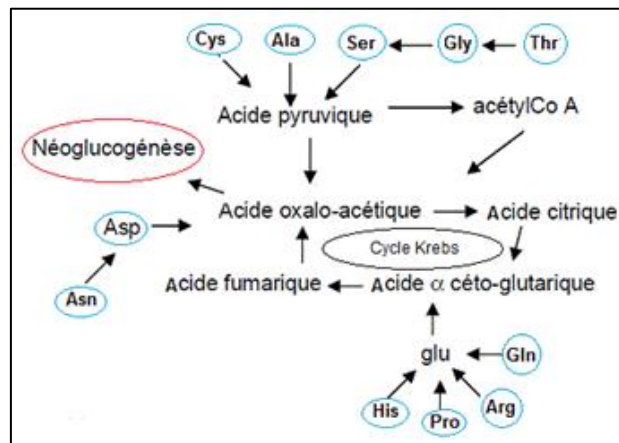 Cys Ala Ser Gly Thr
Acide pyruvique acétylCo A
Néoglucogénèse
Acide oxalo-acétique Acide citrique
Asp
Cycle Krebs
Asn
Acide fumarique Acide α céto-glutarique
glu Gln
His Pro Arg